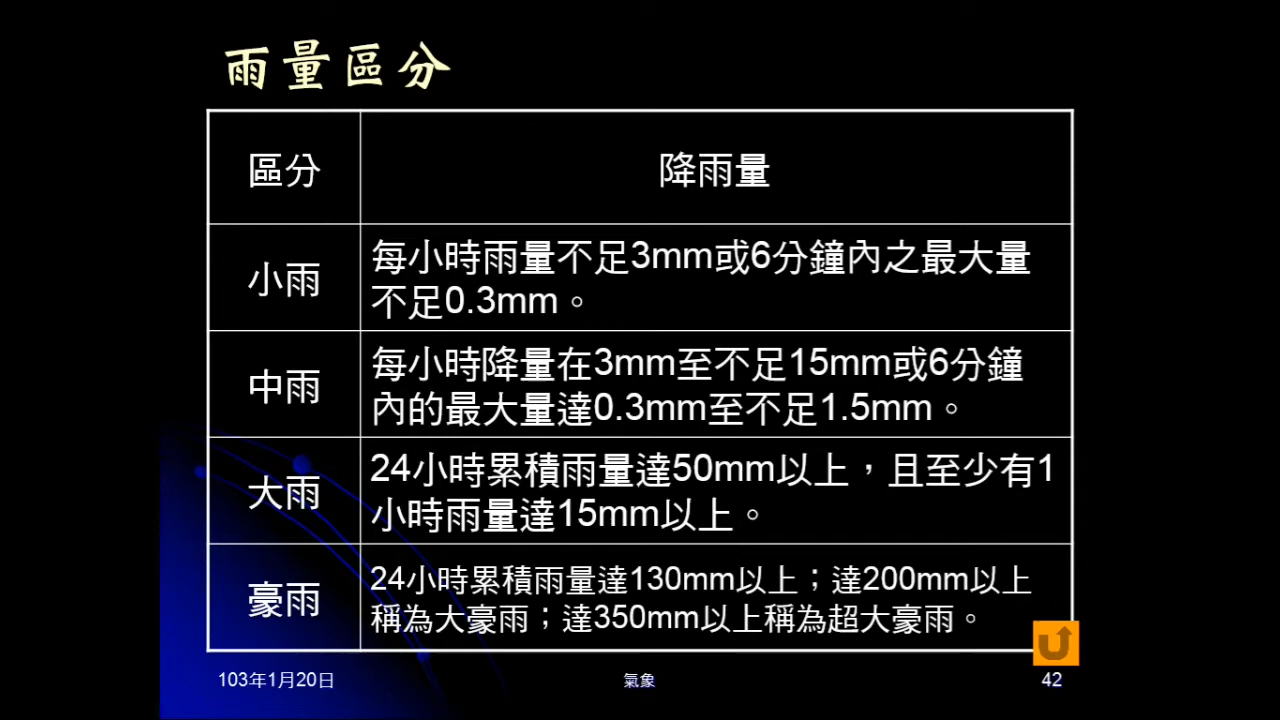 雨量區分
區分
降雨量
小雨
每小時雨量不足3mm或6分鐘內之最大量
不足0.3mm。
中雨
每小時降量在3mm至不足15mm或6分鐘
內的最大量達0.3mm至不足1.5mm。
大雨
24小時累積雨量達50mm以上，且至少有1
小時雨量達15mm以上。
豪雨
24小時累積雨量達130mm以上；達200mm以上
稱為大豪雨；達350mm以上稱為超大豪雨。
103年1月20日
氣象
42